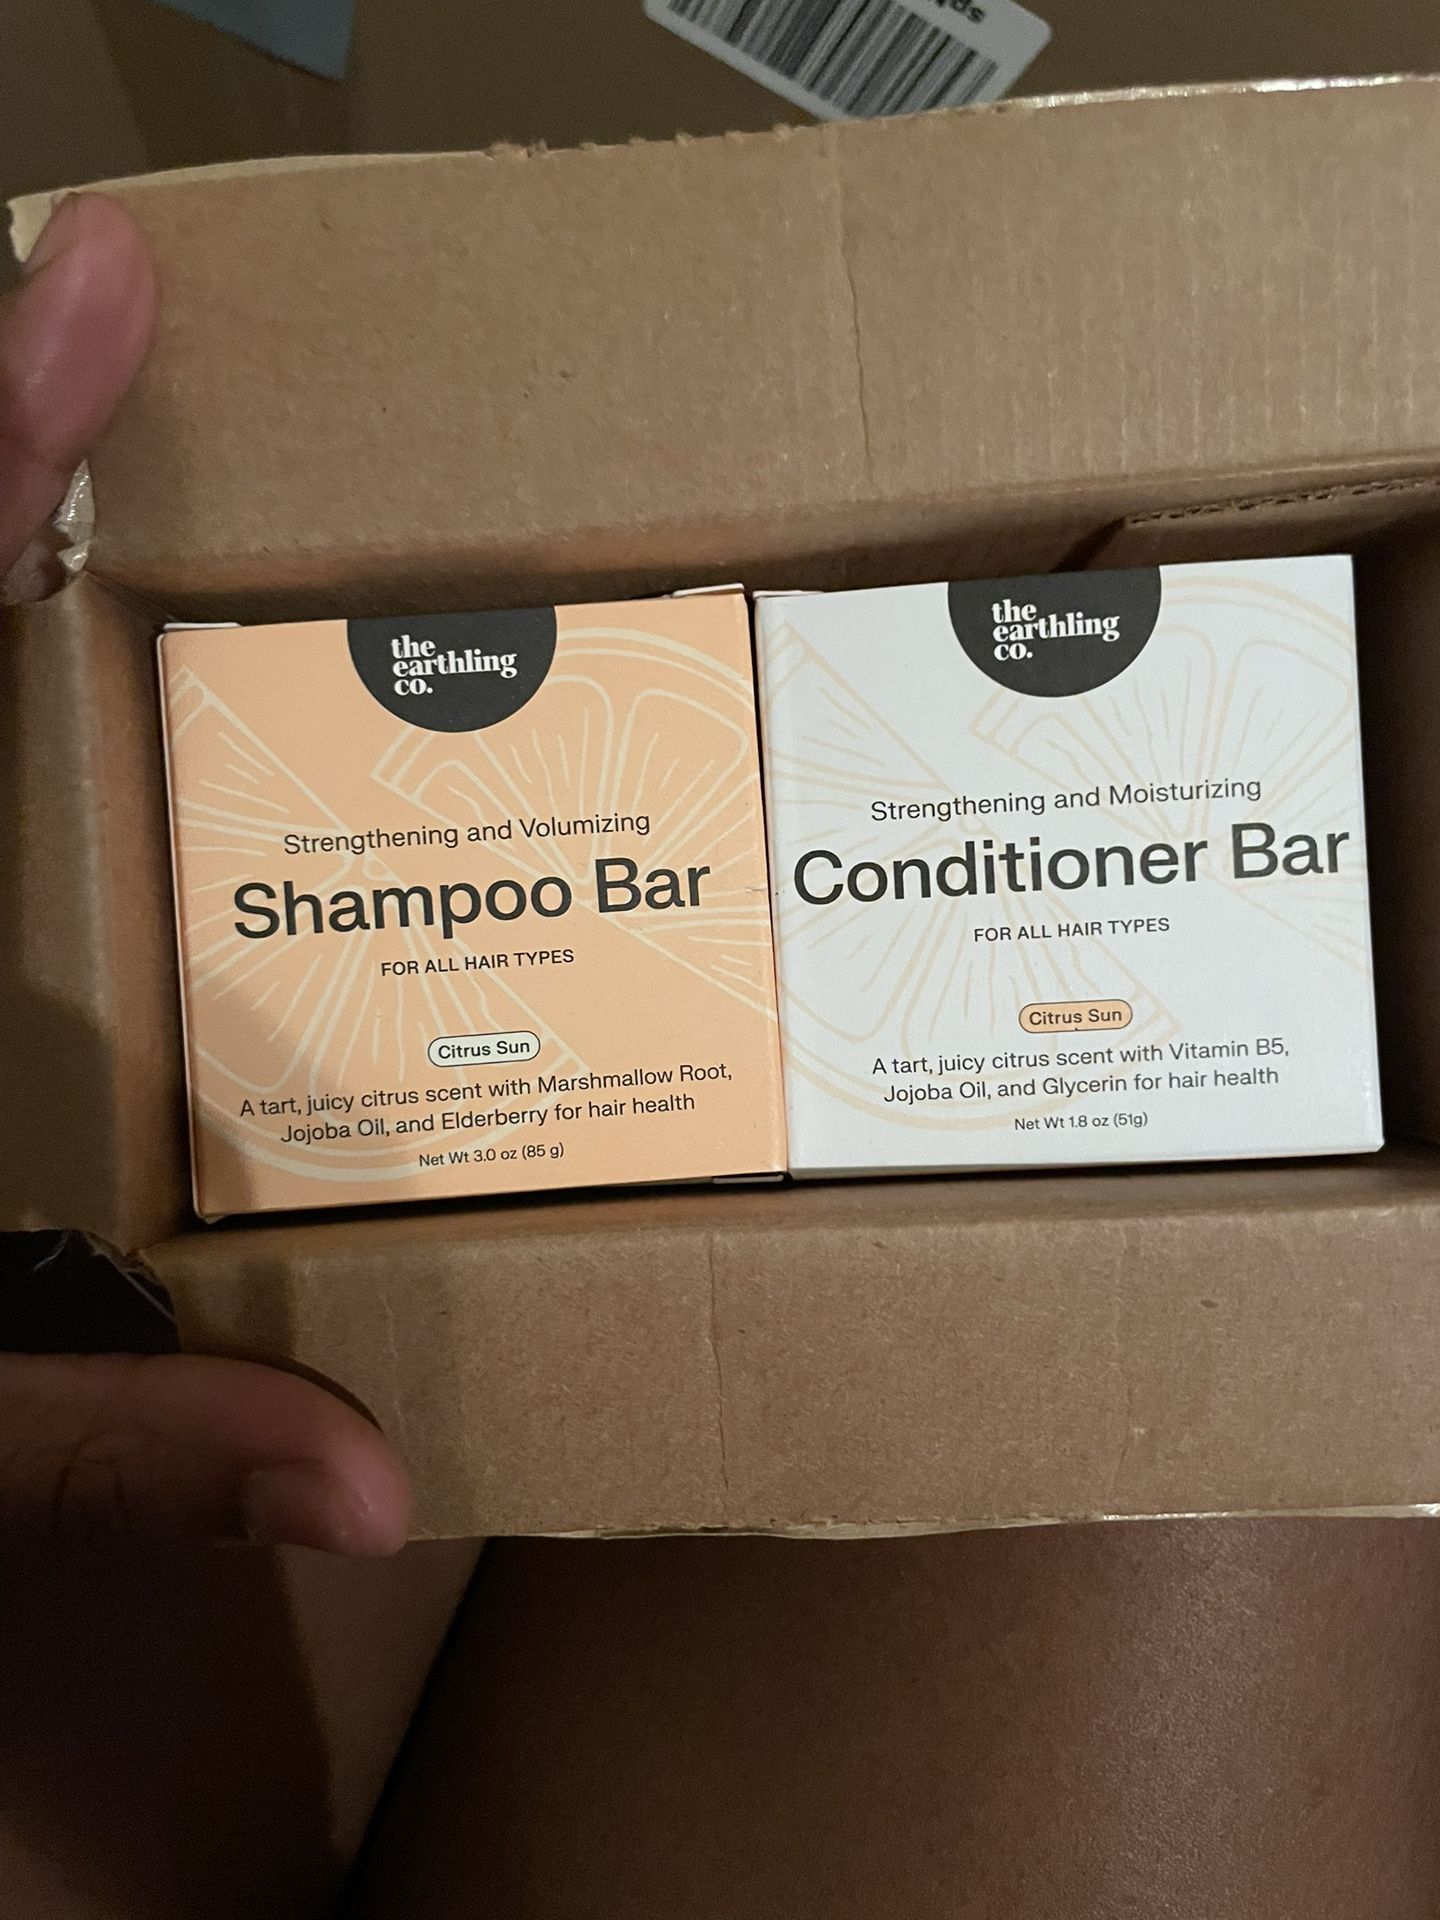 the
earthling
co.
Strengthening and Volumizing
Shampoo Bar
FOR ALL HAIR TYPES
Citrus Sun
A tart, juicy citrus scent with Marshmallow Root,
Jojoba Oil, and Elderberry for hair health
Net Wt 3.0 oz (85 g)
the
earthling
co.
Strengthening and Moisturizing
Conditioner Bar
FOR ALL HAIR TYPES
Citrus Sun
A tart, juicy citrus scent with Vitamin B5,
Jojoba Oil, and Glycerin for hair health
Net Wt 1.8 oz (51g)